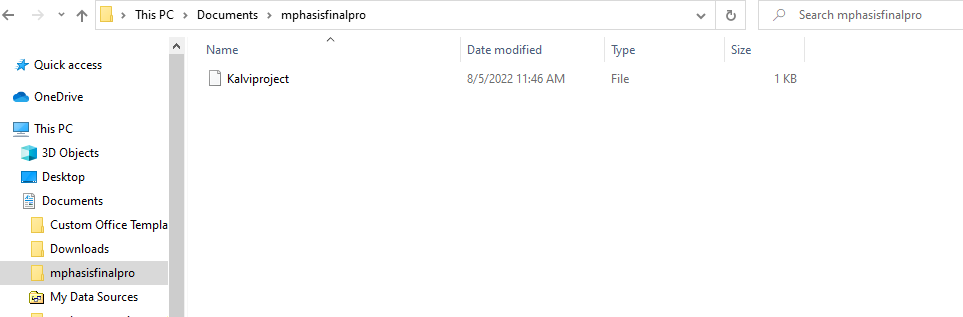 This PC > Documents > mphasisfinalpro
Search mphasisfinalpro
Name Date modified Type Size
Kalviproject 8/5/2022 11:46 AM File 1 KB
Quick access
OneDrive
This PC
3D Objects
Desktop
Documents
Custom Office Templa
Downloads
mphasisfinalpro
My Data Sources